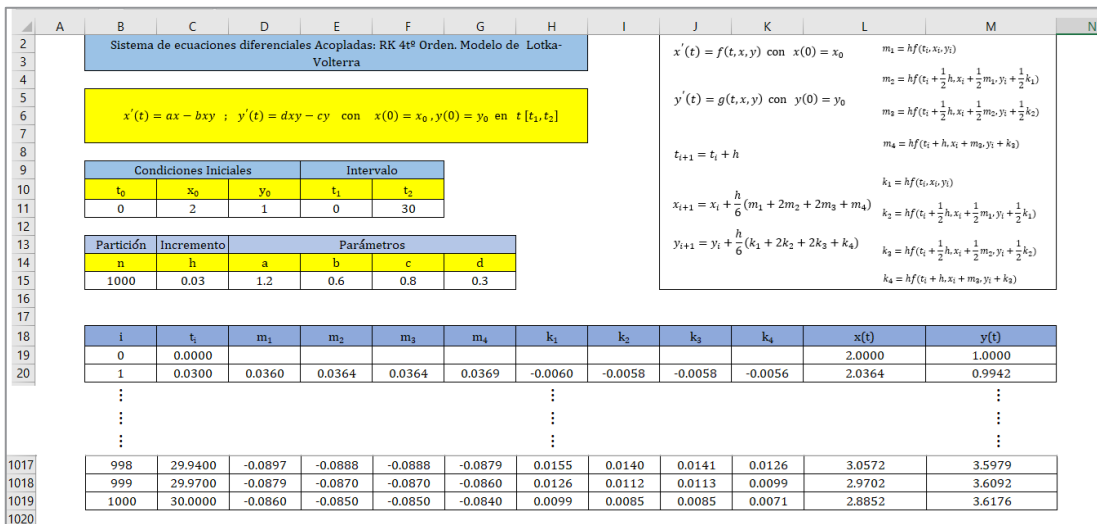 A B C D E F G H I J K L M N
2 Sistema de ecuaciones diferenciales Acopladas: RK 4tº Orden. Modelo de Lotka-
3 Volterra
4
5
6 x'(t) = ax − bxy ; y'(t) = dxy − cy con x(0) = x₀ , y(0) = y₀ en t [t₁, t₂]
7
8
9 Condiciones Iniciales Intervalo
10 t₀ x₀ y₀ t₁ t₂
11 0 2 1 0 30
12
13 Partición Incremento Parámetros
14 n h a b c d
15 1000 0.03 1.2 0.6 0.8 0.3
16
17
x'(t) = f(t, x, y) con x(0) = x₀
y'(t) = g(t, x, y) con y(0) = y₀
tᵢ₊₁ = tᵢ + h
xᵢ₊₁ = xᵢ + h/6 (m₁ + 2m₂ + 2m₃ + m₄)
yᵢ₊₁ = yᵢ + h/6 (k₁ + 2k₂ + 2k₃ + k₄)
m₁ = hf(tᵢ, xᵢ, yᵢ)
m₂ = hf(tᵢ + 1/2 h, xᵢ + 1/2 m₁, yᵢ + 1/2 k₁)
m₃ = hf(tᵢ + 1/2 h, xᵢ + 1/2 m₂, yᵢ + 1/2 k₂)
m₄ = hf(tᵢ + h, xᵢ + m₃, yᵢ + k₃)
k₁ = hf(tᵢ, xᵢ, yᵢ)
k₂ = hf(tᵢ + 1/2 h, xᵢ + 1/2 m₁, yᵢ + 1/2 k₁)
k₃ = hf(tᵢ + 1/2 h, xᵢ + 1/2 m₂, yᵢ + 1/2 k₂)
k₄ = hf(tᵢ + h, xᵢ + m₃, yᵢ + k₃)
18 i tᵢ m₁ m₂ m₃ m₄ k₁ k₂ k₃ k₄ x(t) y(t)
19 0 0.0000 2.0000 1.0000
20 1 0.0300 0.0360 0.0364 0.0364 0.0369 -0.0060 -0.0058 -0.0058 -0.0056 2.0364 0.9942
⋮ ⋮ ⋮
⋮ ⋮ ⋮
⋮ ⋮ ⋮
1017 998 29.9400 -0.0897 -0.0888 -0.0888 -0.0879 0.0155 0.0140 0.0141 0.0126 3.0572 3.5979
1018 999 29.9700 -0.0879 -0.0870 -0.0870 -0.0860 0.0126 0.0112 0.0113 0.0099 2.9702 3.6092
1019 1000 30.0000 -0.0860 -0.0850 -0.0850 -0.0840 0.0099 0.0085 0.0085 0.0071 2.8852 3.6176
1020